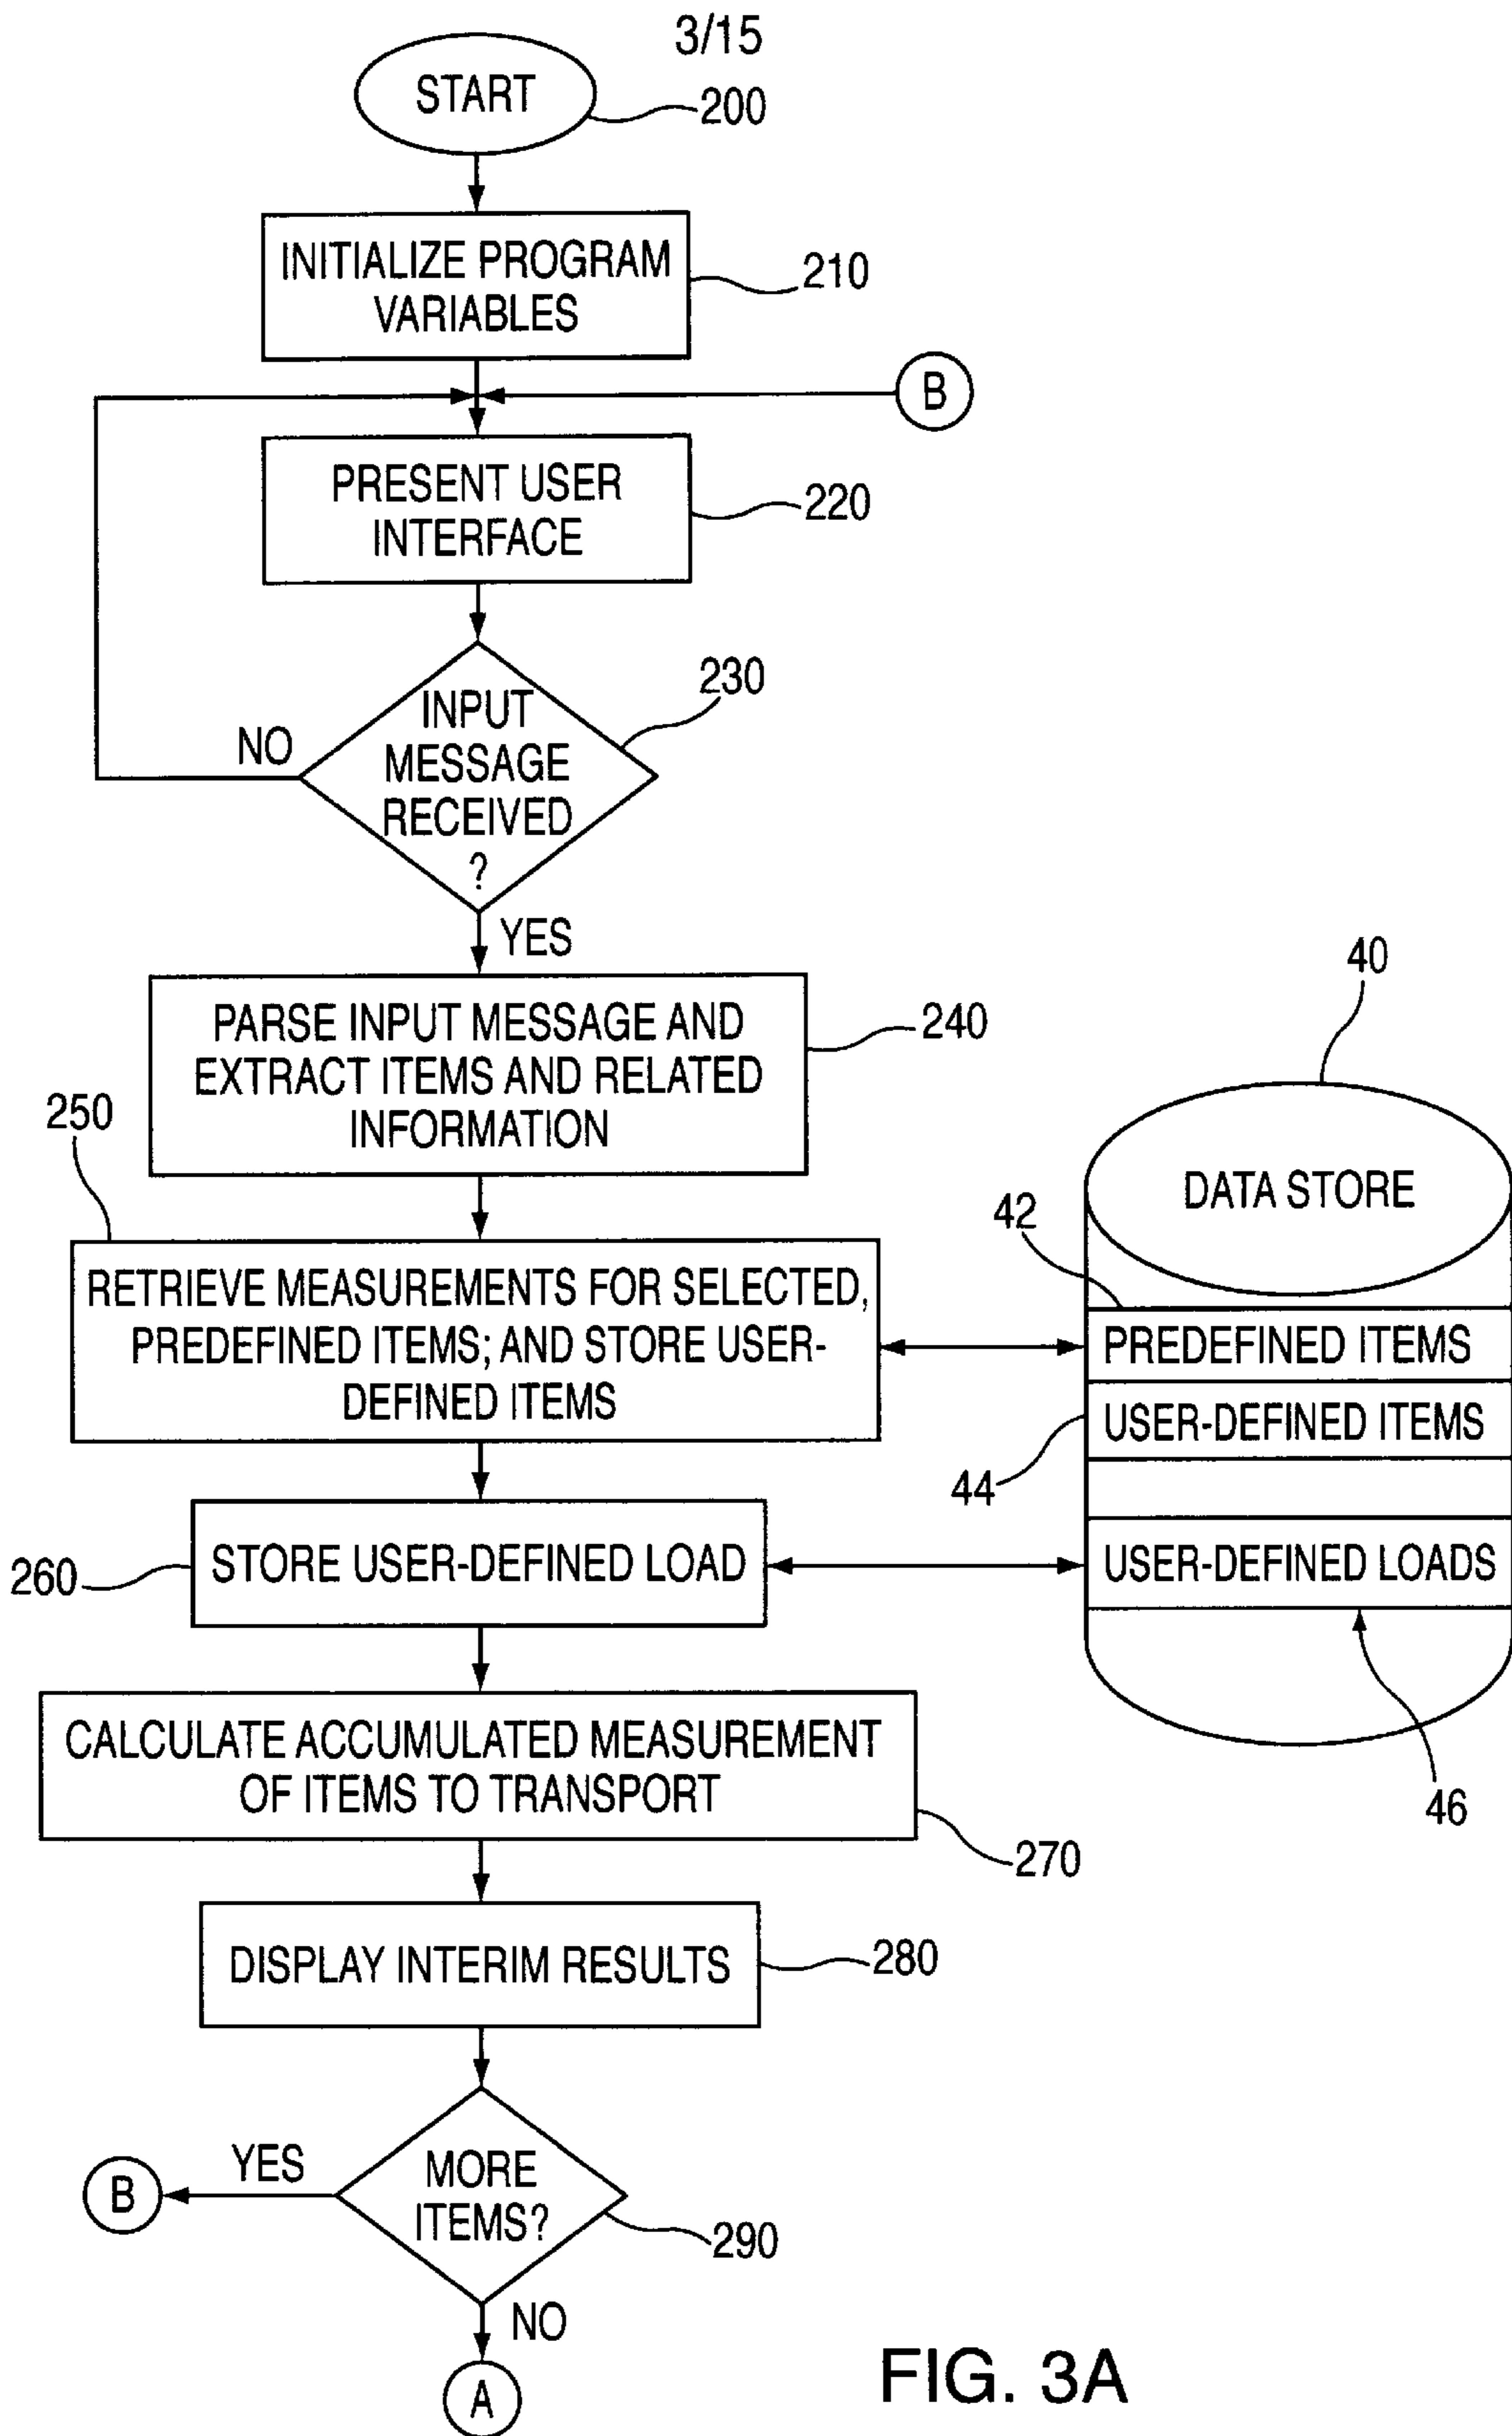 3/15
START
200
INITIALIZE PROGRAM
VARIABLES
210
B
PRESENT USER
INTERFACE
220
INPUT
MESSAGE
RECEIVED
?
230
NO
YES
PARSE INPUT MESSAGE AND
EXTRACT ITEMS AND RELATED
INFORMATION
240
40
DATA STORE
250
RETRIEVE MEASUREMENTS FOR SELECTED,
PREDEFINED ITEMS; AND STORE USER-
DEFINED ITEMS
42
PREDEFINED ITEMS
USER-DEFINED ITEMS
44
260
STORE USER-DEFINED LOAD
USER-DEFINED LOADS
46
CALCULATE ACCUMULATED MEASUREMENT
OF ITEMS TO TRANSPORT
270
DISPLAY INTERIM RESULTS
280
B
YES
MORE
ITEMS?
290
NO
A
FIG. 3A